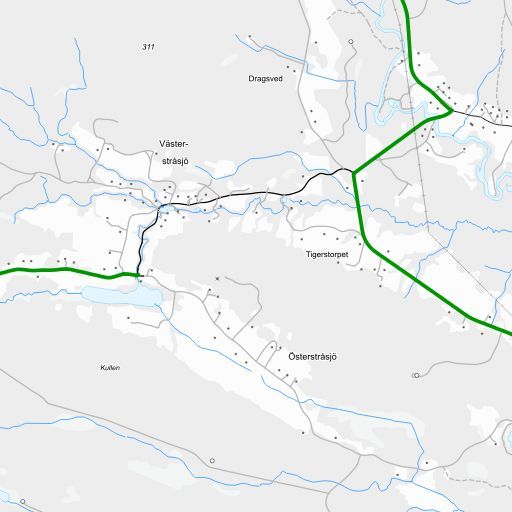 311
Dragsved
Väster-
stråsjö
Tigerstorpet
Österstråsjö
Kullen